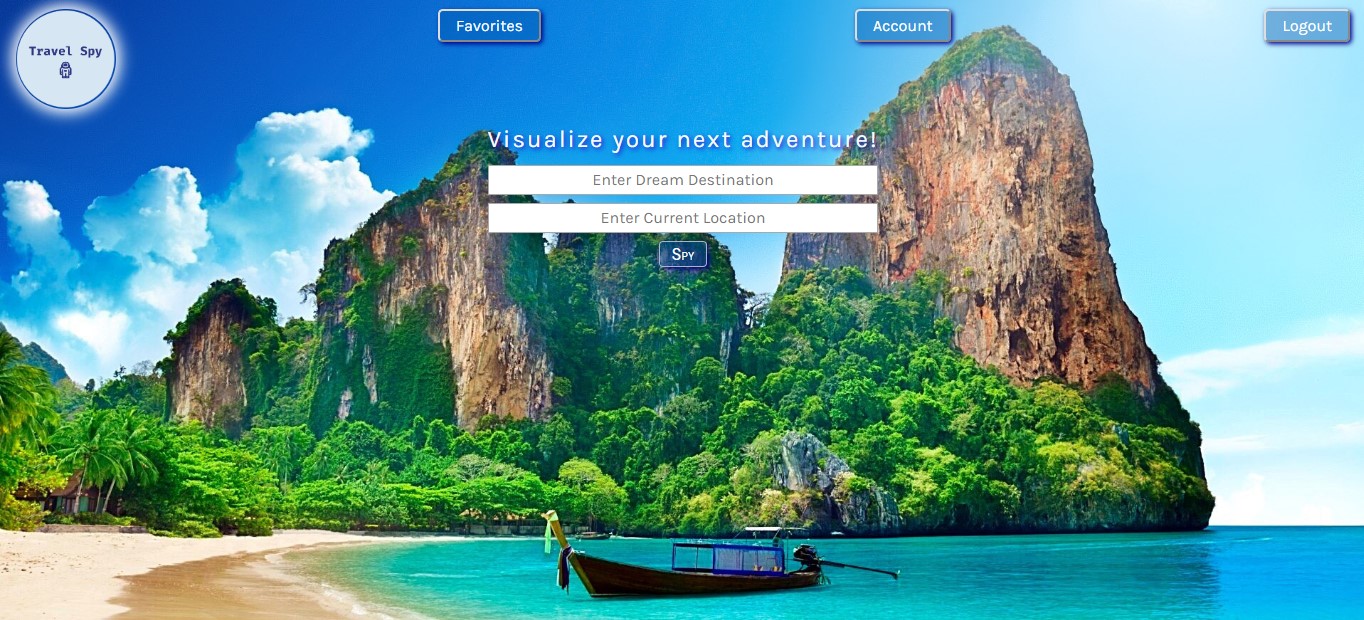 Travel Spy
Favorites
Account
Logout
Visualize your next adventure!
Enter Dream Destination
Enter Current Location
Spy